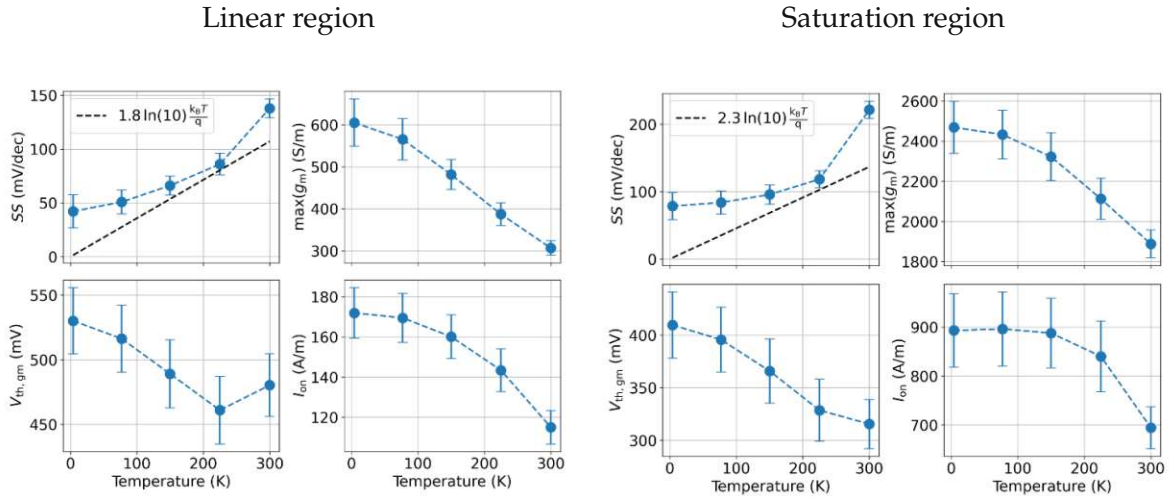 Linear region
Saturation region
SS (mV/dec)
150
100
50
0
1.8 ln(10) k_BT/q
max(g_m) (S/m)
600
500
400
300
V_th, gm (mV)
550
500
450
0 100 200 300
Temperature (K)
I_on (A/m)
180
160
140
120
0 100 200 300
Temperature (K)
SS (mV/dec)
200
100
0
2.3 ln(10) k_BT/q
max(g_m) (S/m)
2600
2400
2200
2000
1800
V_th, gm (mV)
400
350
300
0 100 200 300
Temperature (K)
I_on (A/m)
900
800
700
0 100 200 300
Temperature (K)